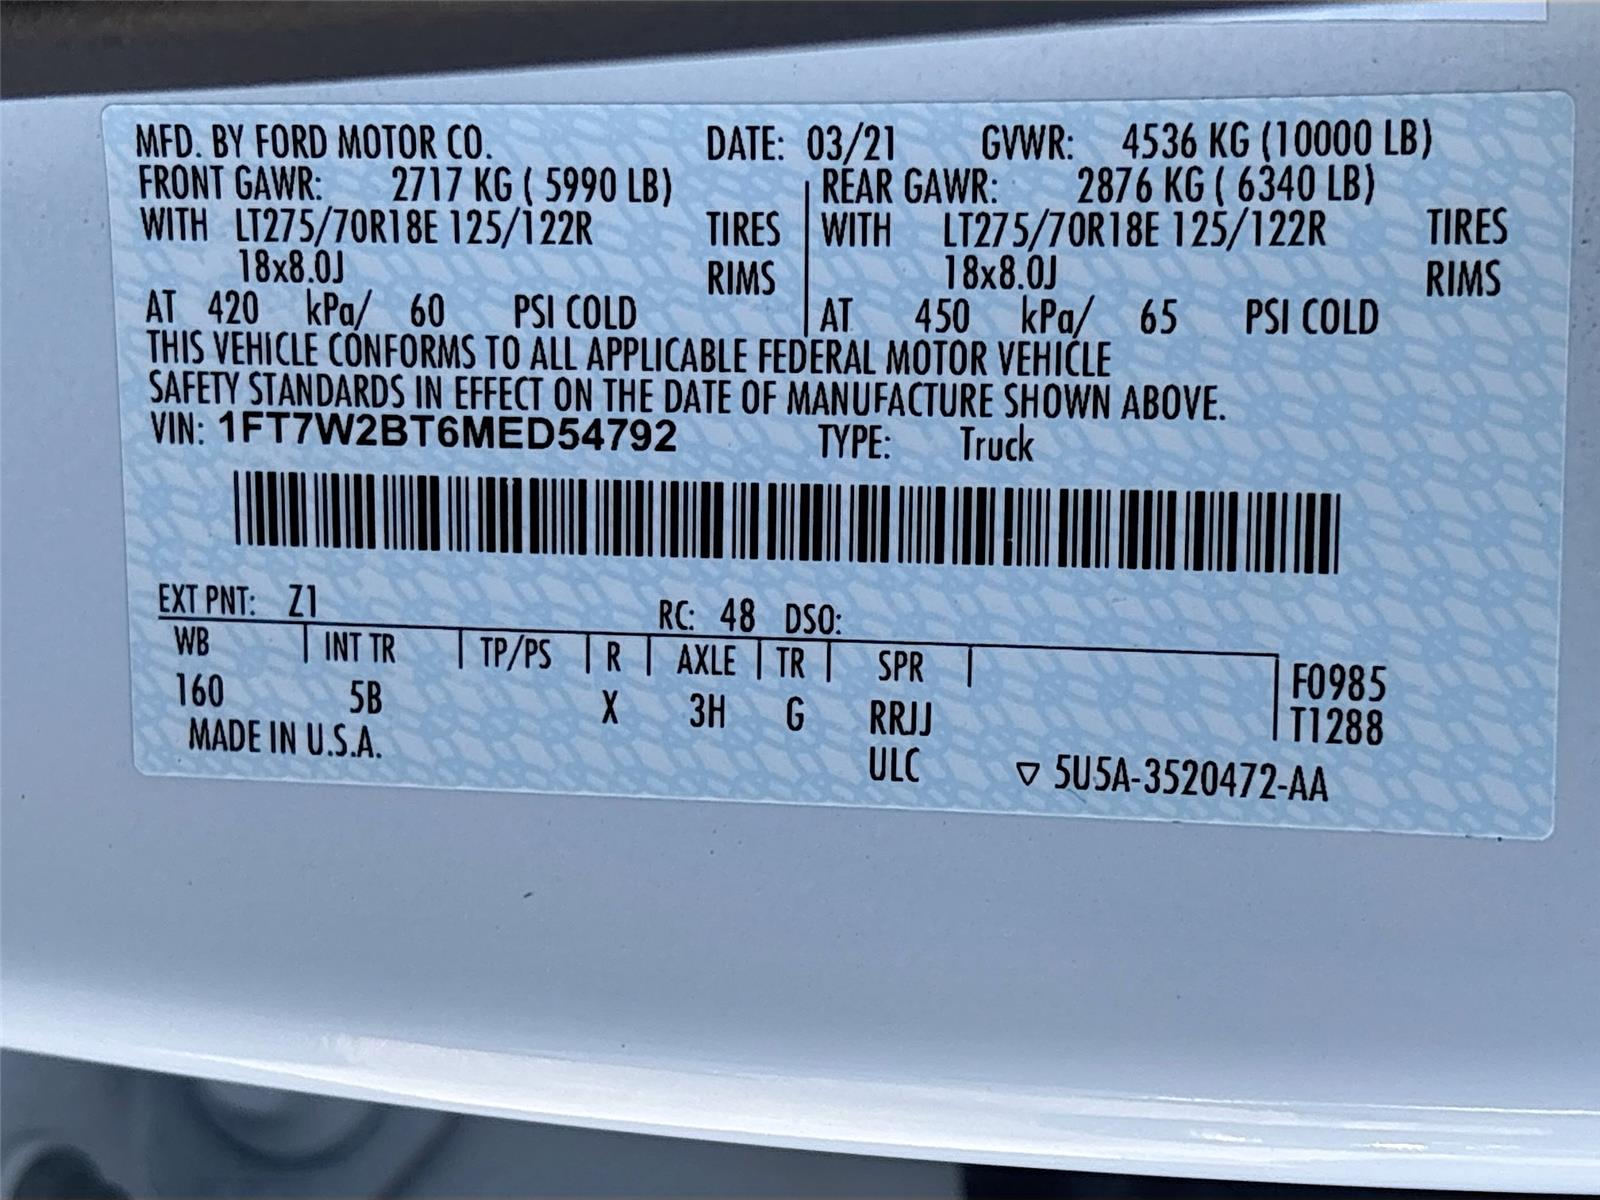 MFD. BY FORD MOTOR CO. DATE: 03/21 GVWR: 4536 KG (10000 LB)
FRONT GAWR: 2717 KG ( 5990 LB) REAR GAWR: 2876 KG ( 6340 LB)
WITH LT275/70R18E 125/122R TIRES WITH LT275/70R18E 125/122R TIRES
18x8.0J RIMS 18x8.0J RIMS
AT 420 kPa/ 60 PSI COLD AT 450 kPa/ 65 PSI COLD
THIS VEHICLE CONFORMS TO ALL APPLICABLE FEDERAL MOTOR VEHICLE
SAFETY STANDARDS IN EFFECT ON THE DATE OF MANUFACTURE SHOWN ABOVE.
VIN: 1FT7W2BT6MED54792 TYPE: Truck
EXT PNT: Z1 RC: 48 DSO:
WB INT TR TP/PS R AXLE TR SPR F0985
160 5B X 3H G RRJJ T1288
MADE IN U.S.A. ULC ▽ 5U5A-3520472-AA